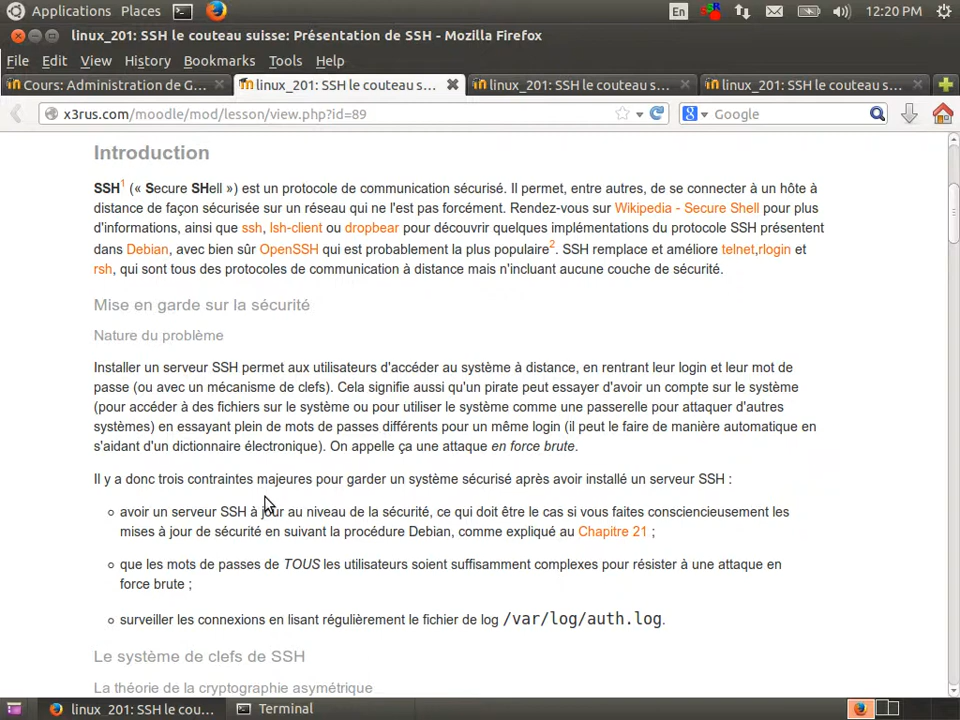 Applications Places En 12:20 PM
linux_201: SSH le couteau suisse: Présentation de SSH - Mozilla Firefox
File Edit View History Bookmarks Tools Help
Cours: Administration de G... linux_201: SSH le couteau s... linux_201: SSH le couteau s... linux_201: SSH le couteau s...
x3rus.com/moodle/mod/lesson/view.php?id=89 Google
Introduction
SSH1 (« Secure SHell ») est un protocole de communication sécurisé. Il permet, entre autres, de se connecter à un hôte à
distance de façon sécurisée sur un réseau qui ne l'est pas forcément. Rendez-vous sur Wikipedia - Secure Shell pour plus
d'informations, ainsi que ssh, lsh-client ou dropbear pour découvrir quelques implémentations du protocole SSH présentent
dans Debian, avec bien sûr OpenSSH qui est probablement la plus populaire2. SSH remplace et améliore telnet,rlogin et
rsh, qui sont tous des protocoles de communication à distance mais n'incluant aucune couche de sécurité.
Mise en garde sur la sécurité
Nature du problème
Installer un serveur SSH permet aux utilisateurs d'accéder au système à distance, en rentrant leur login et leur mot de
passe (ou avec un mécanisme de clefs). Cela signifie aussi qu'un pirate peut essayer d'avoir un compte sur le système
(pour accéder à des fichiers sur le système ou pour utiliser le système comme une passerelle pour attaquer d'autres
systèmes) en essayant plein de mots de passes différents pour un même login (il peut le faire de manière automatique en
s'aidant d'un dictionnaire électronique). On appelle ça une attaque en force brute.
Il y a donc trois contraintes majeures pour garder un système sécurisé après avoir installé un serveur SSH :
avoir un serveur SSH à jour au niveau de la sécurité, ce qui doit être le cas si vous faites consciencieusement les
mises à jour de sécurité en suivant la procédure Debian, comme expliqué au Chapitre 21 ;
que les mots de passes de TOUS les utilisateurs soient suffisamment complexes pour résister à une attaque en
force brute ;
surveiller les connexions en lisant régulièrement le fichier de log /var/log/auth.log.
Le système de clefs de SSH
La théorie de la cryptographie asymétrique
linux_201: SSH le cou... Terminal